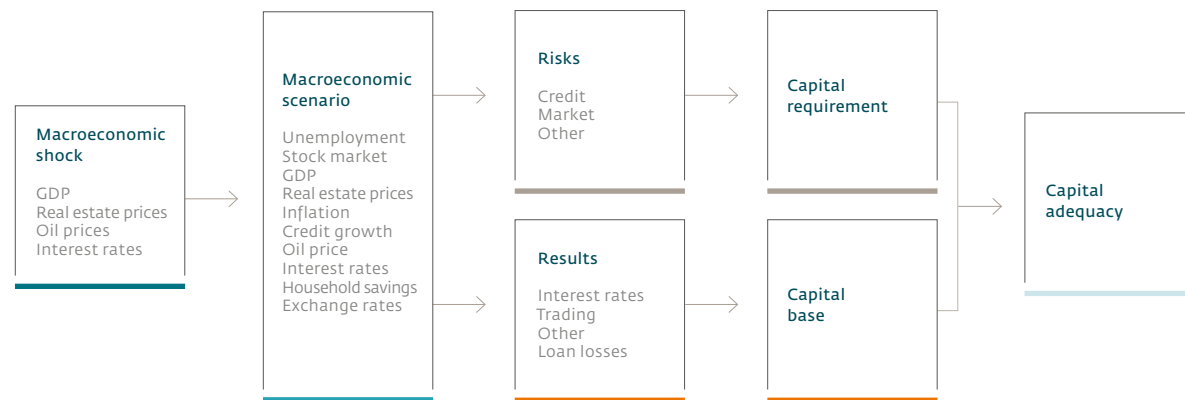 Macroeconomic
shock
GDP
Real estate prices
Oil prices
Interest rates
Macroeconomic
scenario
Unemployment
Stock market
GDP
Real estate prices
Inflation
Credit growth
Oil price
Interest rates
Household savings
Exchange rates
Risks
Credit
Market
Other
Results
Interest rates
Trading
Other
Loan losses
Capital
requirement
Capital
base
Capital
adequacy